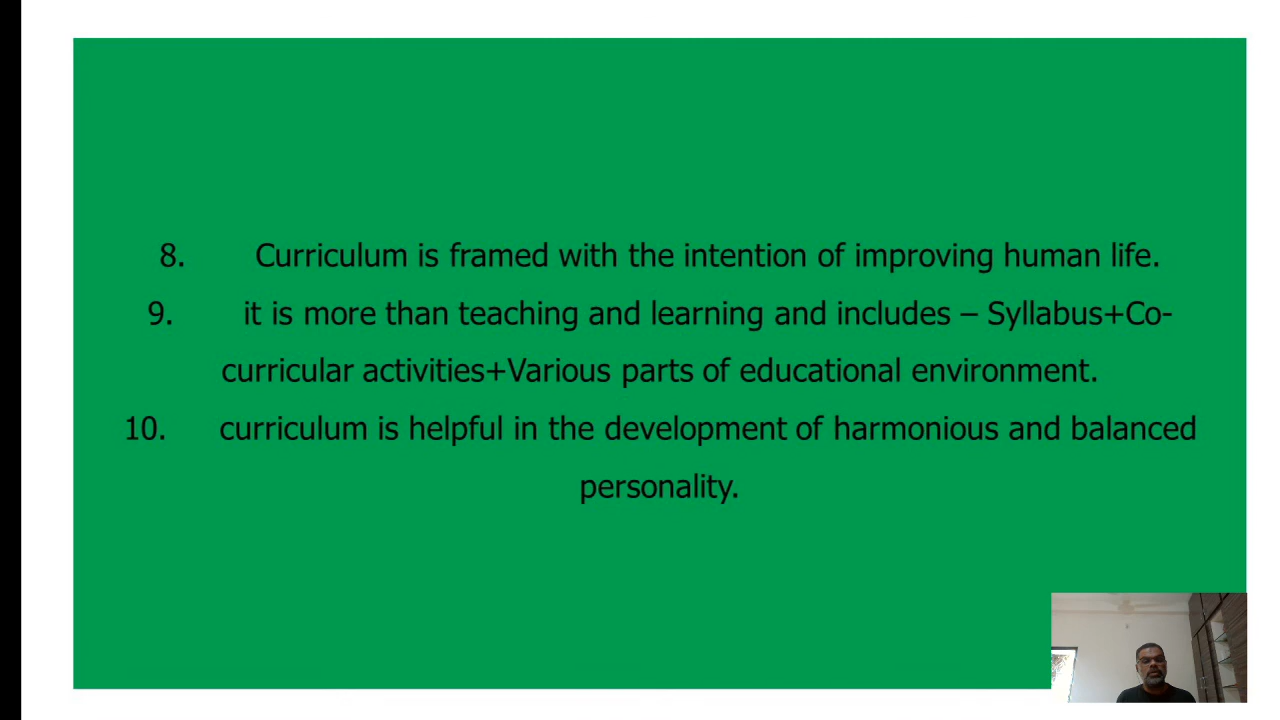 8. Curriculum is framed with the intention of improving human life.
9. it is more than teaching and learning and includes – Syllabus+Co-
curricular activities+Various parts of educational environment.
10. curriculum is helpful in the development of harmonious and balanced
personality.